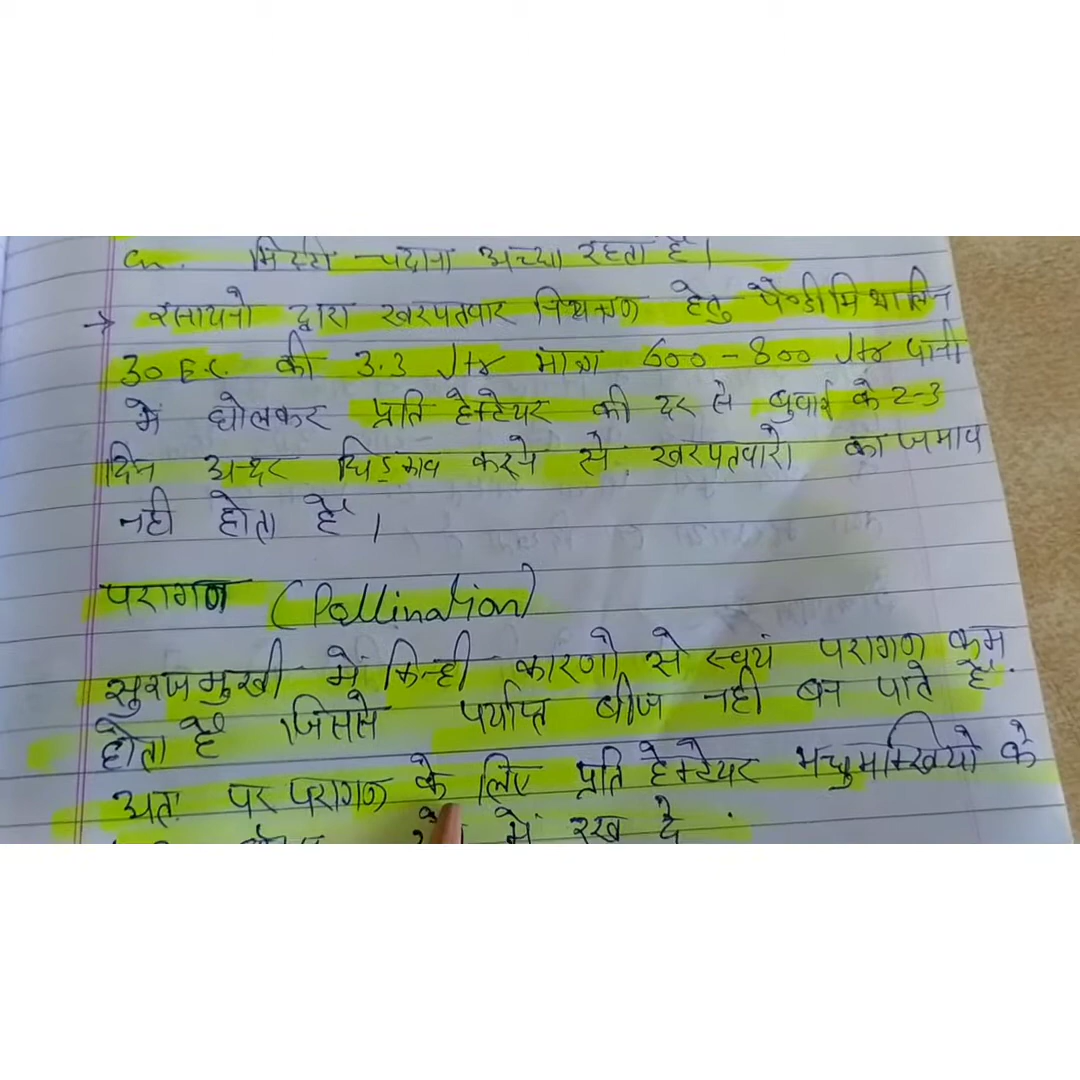 cm. मिट्टी चढाना अच्छा रहता है।
→ रसायनो द्वारा खरपतवार नियत्रण हेतु पेन्डीमिथालिन
30 E.C. की 3.3 ltr मात्रा 600-800 ltr पानी
मे घोलकर प्रति हेक्टेयर की दर से बुवाई के 2-3
दिन अन्दर छिड़काव करने से खरपतवारो का जमाव
नही होता है।
परागण (Pollination)
सूरजमुखी में किन्ही कारणो से स्वयं परागण कम
होता है जिससे पर्याप्त बीज नही बन पाते है.
अतः पर परागण के लिए प्रति हेक्टेयर मधुमक्खियो के
में रख दे.